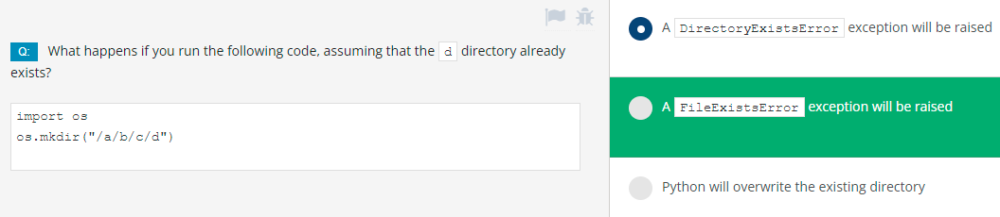 Q: What happens if you run the following code, assuming that the d directory already
exists?
import os
os.mkdir("/a/b/c/d")
A DirectoryExistsError exception will be raised
A FileExistsError exception will be raised
Python will overwrite the existing directory